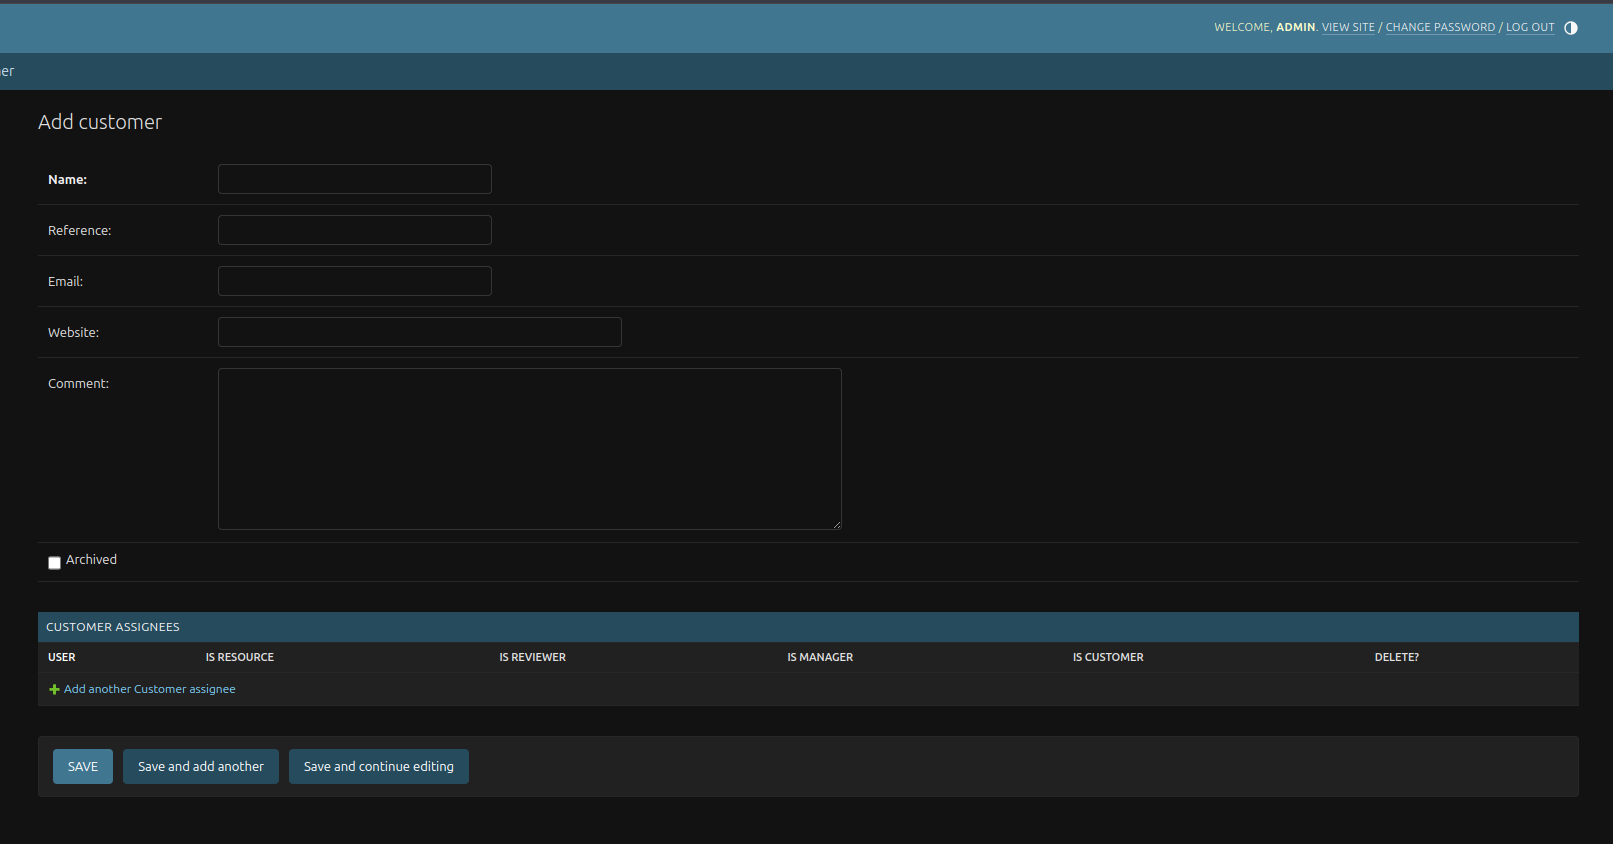 WELCOME, ADMIN. VIEW SITE / CHANGE PASSWORD / LOG OUT
er
Add customer
Name:
Reference:
Email:
Website:
Comment:
Archived
CUSTOMER ASSIGNEES
USER IS RESOURCE IS REVIEWER IS MANAGER IS CUSTOMER DELETE?
Add another Customer assignee
SAVE Save and add another Save and continue editing